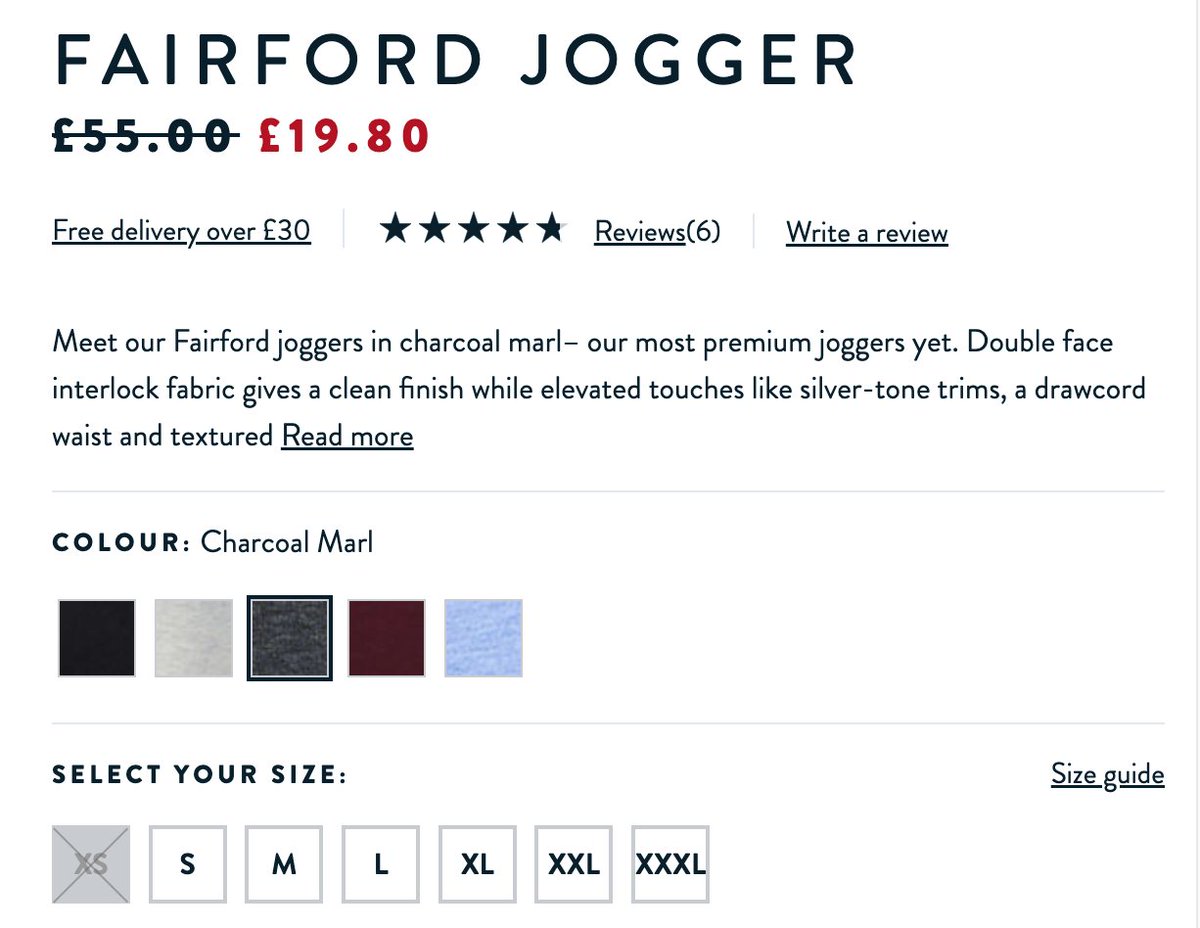 FAIRFORD JOGGER
£55.00 £19.80
Free delivery over £30 Reviews(6) Write a review
Meet our Fairford joggers in charcoal marl– our most premium joggers yet. Double face
interlock fabric gives a clean finish while elevated touches like silver-tone trims, a drawcord
waist and textured Read more
COLOUR: Charcoal Marl
SELECT YOUR SIZE: Size guide
XS S M L XL XXL XXXL